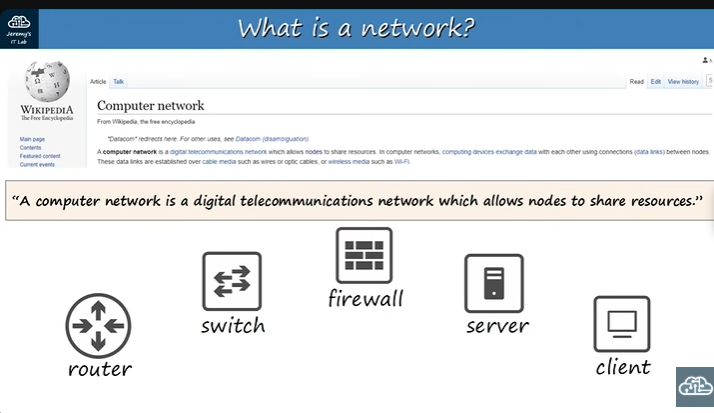 Jeremy's
IT Lab
What is a network?
WIKIPEDIA
The Free Encyclopedia
Main page
Contents
Featured content
Current events
Article Talk
Read Edit View history
Computer network
From Wikipedia, the free encyclopedia
"Datacom" redirects here. For other uses, see Datacom (disambiguation).
A computer network is a digital telecommunications network which allows nodes to share resources. In computer networks, computing devices exchange data with each other using connections (data links) between nodes.
These data links are established over cable media such as wires or optic cables, or wireless media such as Wi-Fi.
“A computer network is a digital telecommunications network which allows nodes to share resources.”
router
switch
firewall
server
client